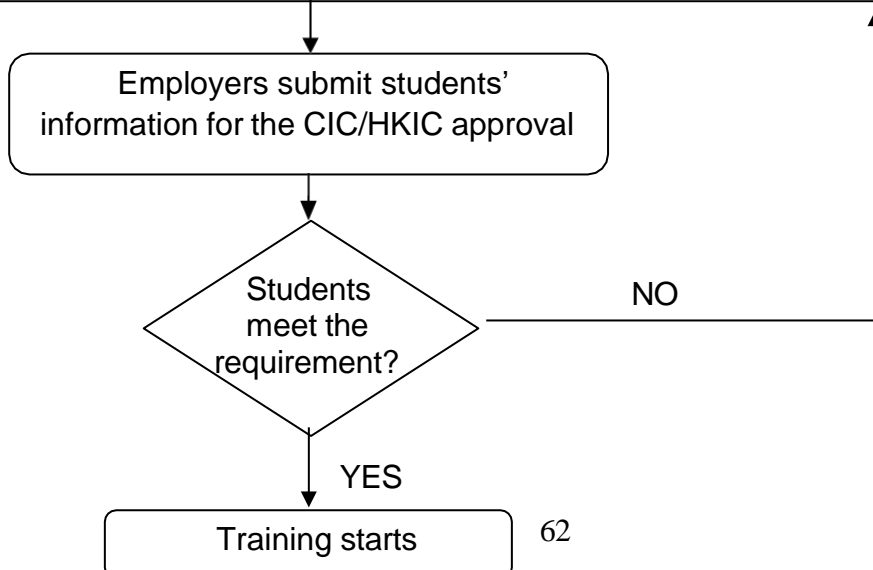 Employers submit students’
information for the CIC/HKIC approval
Students
meet the
requirement?
NO
YES
Training starts
62